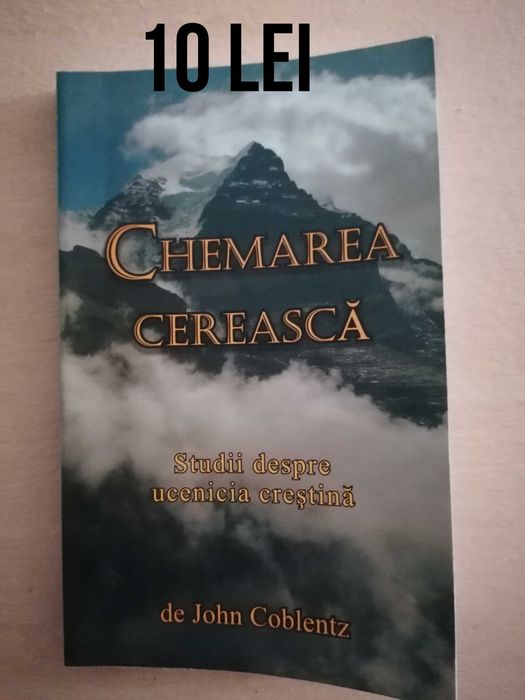 10 LEI
CHEMAREA
CEREASCĂ
Studii despre
ucenicia creştină
de John Coblentz